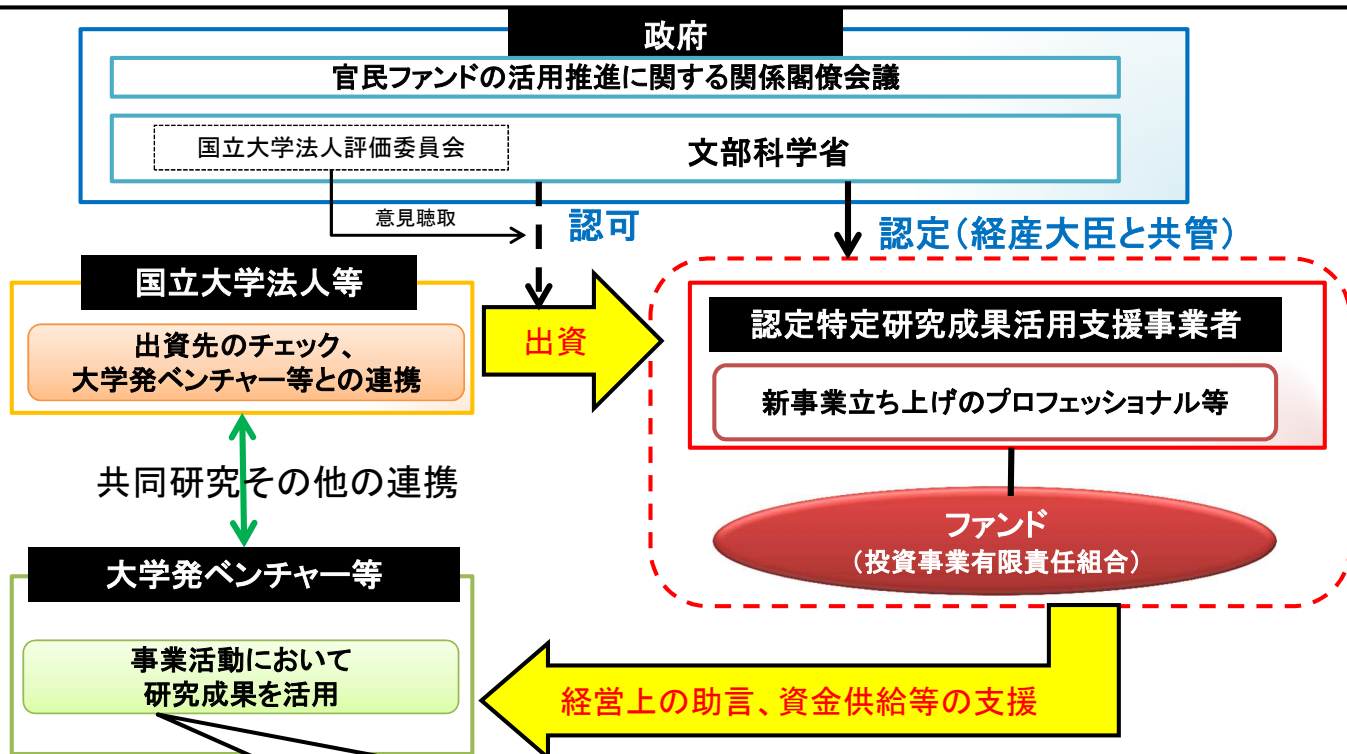 政府
官民ファンドの活用推進に関する関係閣僚会議
国立大学法人評価委員会
文部科学省
意見聴取
認可
認定(経産大臣と共管)
国立大学法人等
出資先のチェック、
大学発ベンチャー等との連携
出資
認定特定研究成果活用支援事業者
新事業立ち上げのプロフェッショナル等
共同研究その他の連携
ファンド
(投資事業有限責任組合)
大学発ベンチャー等
事業活動において
研究成果を活用
経営上の助言、資金供給等の支援